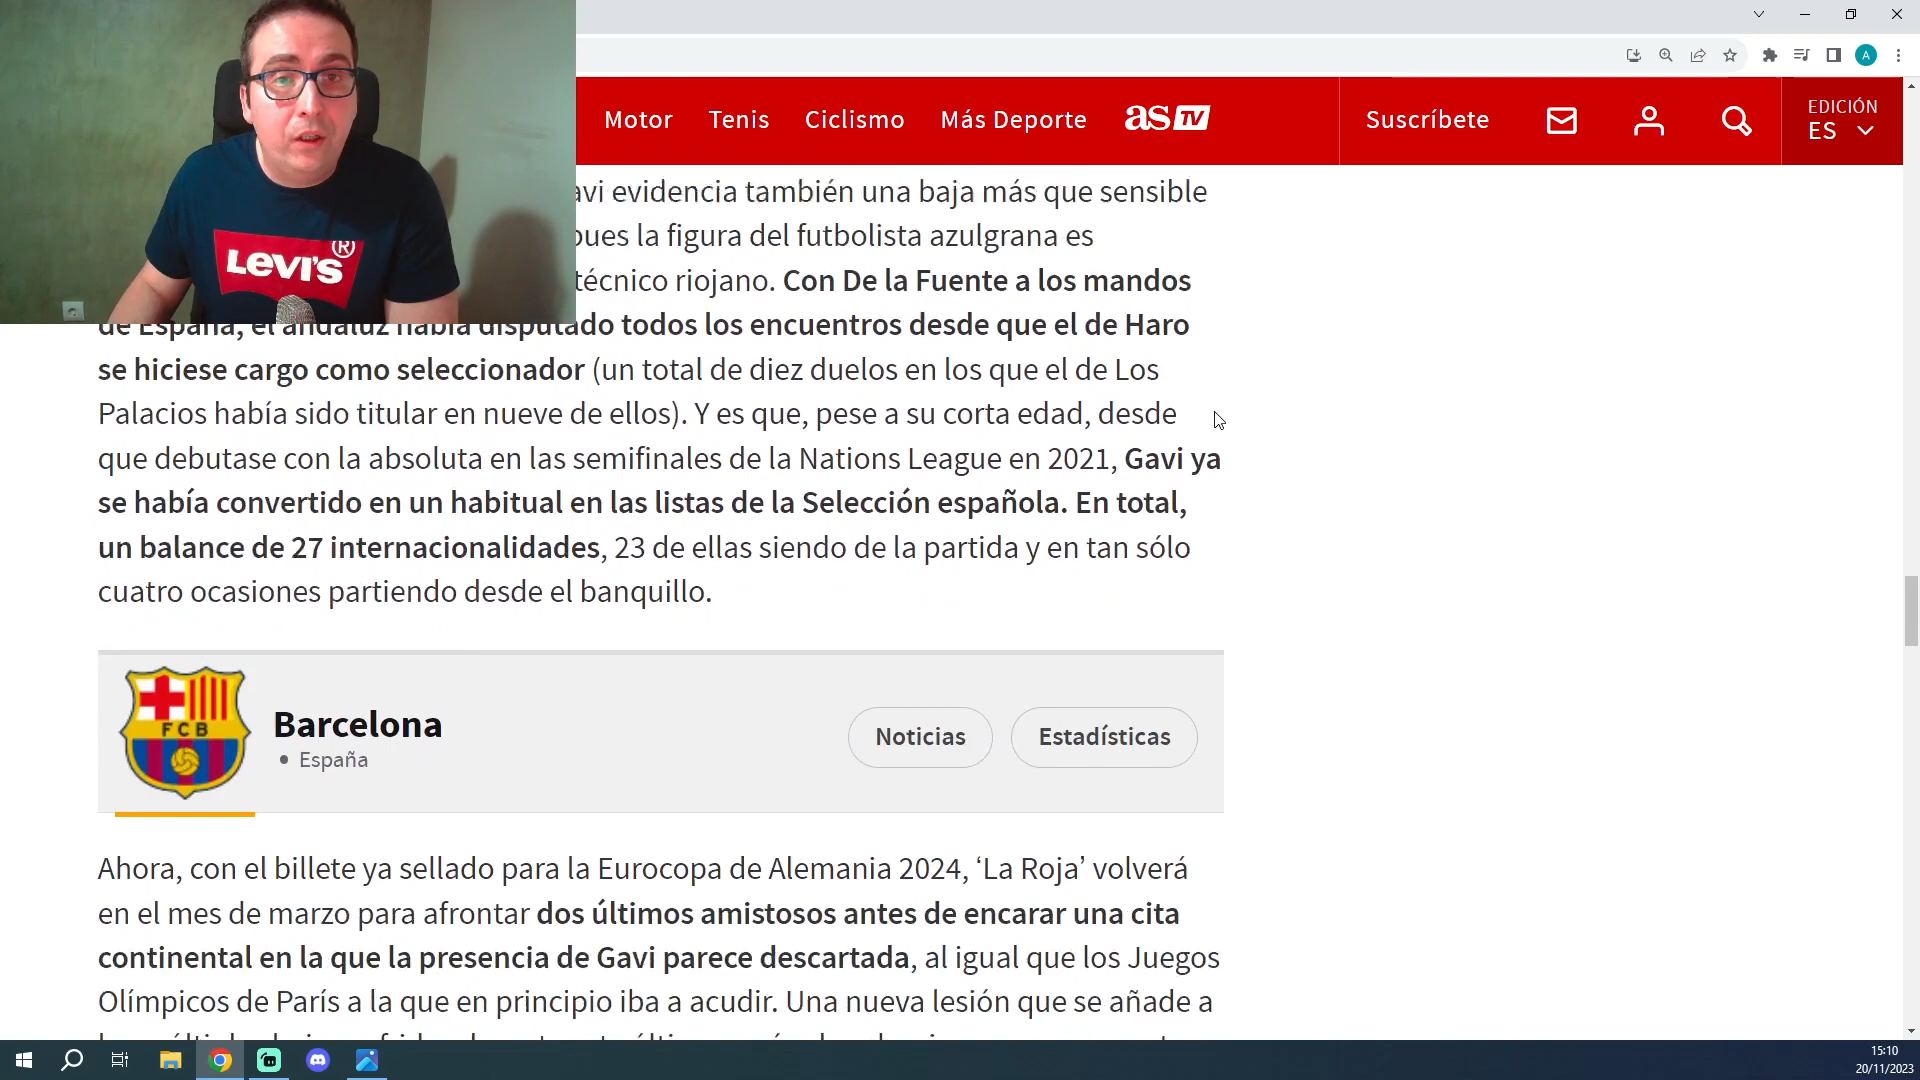 Motor Tenis Ciclismo Más Deporte as TV Suscríbete EDICIÓN
ES
A
LEVI'S ®
evidencia también una baja más que sensible
pues la figura del futbolista azulgrana es
técnico riojano. Con De la Fuente a los mandos
de España, el andaluz había disputado todos los encuentros desde que el de Haro
se hiciese cargo como seleccionador (un total de diez duelos en los que el de Los
Palacios había sido titular en nueve de ellos). Y es que, pese a su corta edad, desde
que debutase con la absoluta en las semifinales de la Nations League en 2021, Gavi ya
se había convertido en un habitual en las listas de la Selección española. En total,
un balance de 27 internacionalidades, 23 de ellas siendo de la partida y en tan sólo
cuatro ocasiones partiendo desde el banquillo.
FCB
Barcelona
• España
Noticias Estadísticas
Ahora, con el billete ya sellado para la Eurocopa de Alemania 2024, ‘La Roja’ volverá
en el mes de marzo para afrontar dos últimos amistosos antes de encarar una cita
continental en la que la presencia de Gavi parece descartada, al igual que los Juegos
Olímpicos de París a la que en principio iba a acudir. Una nueva lesión que se añade a
15:10
20/11/2023